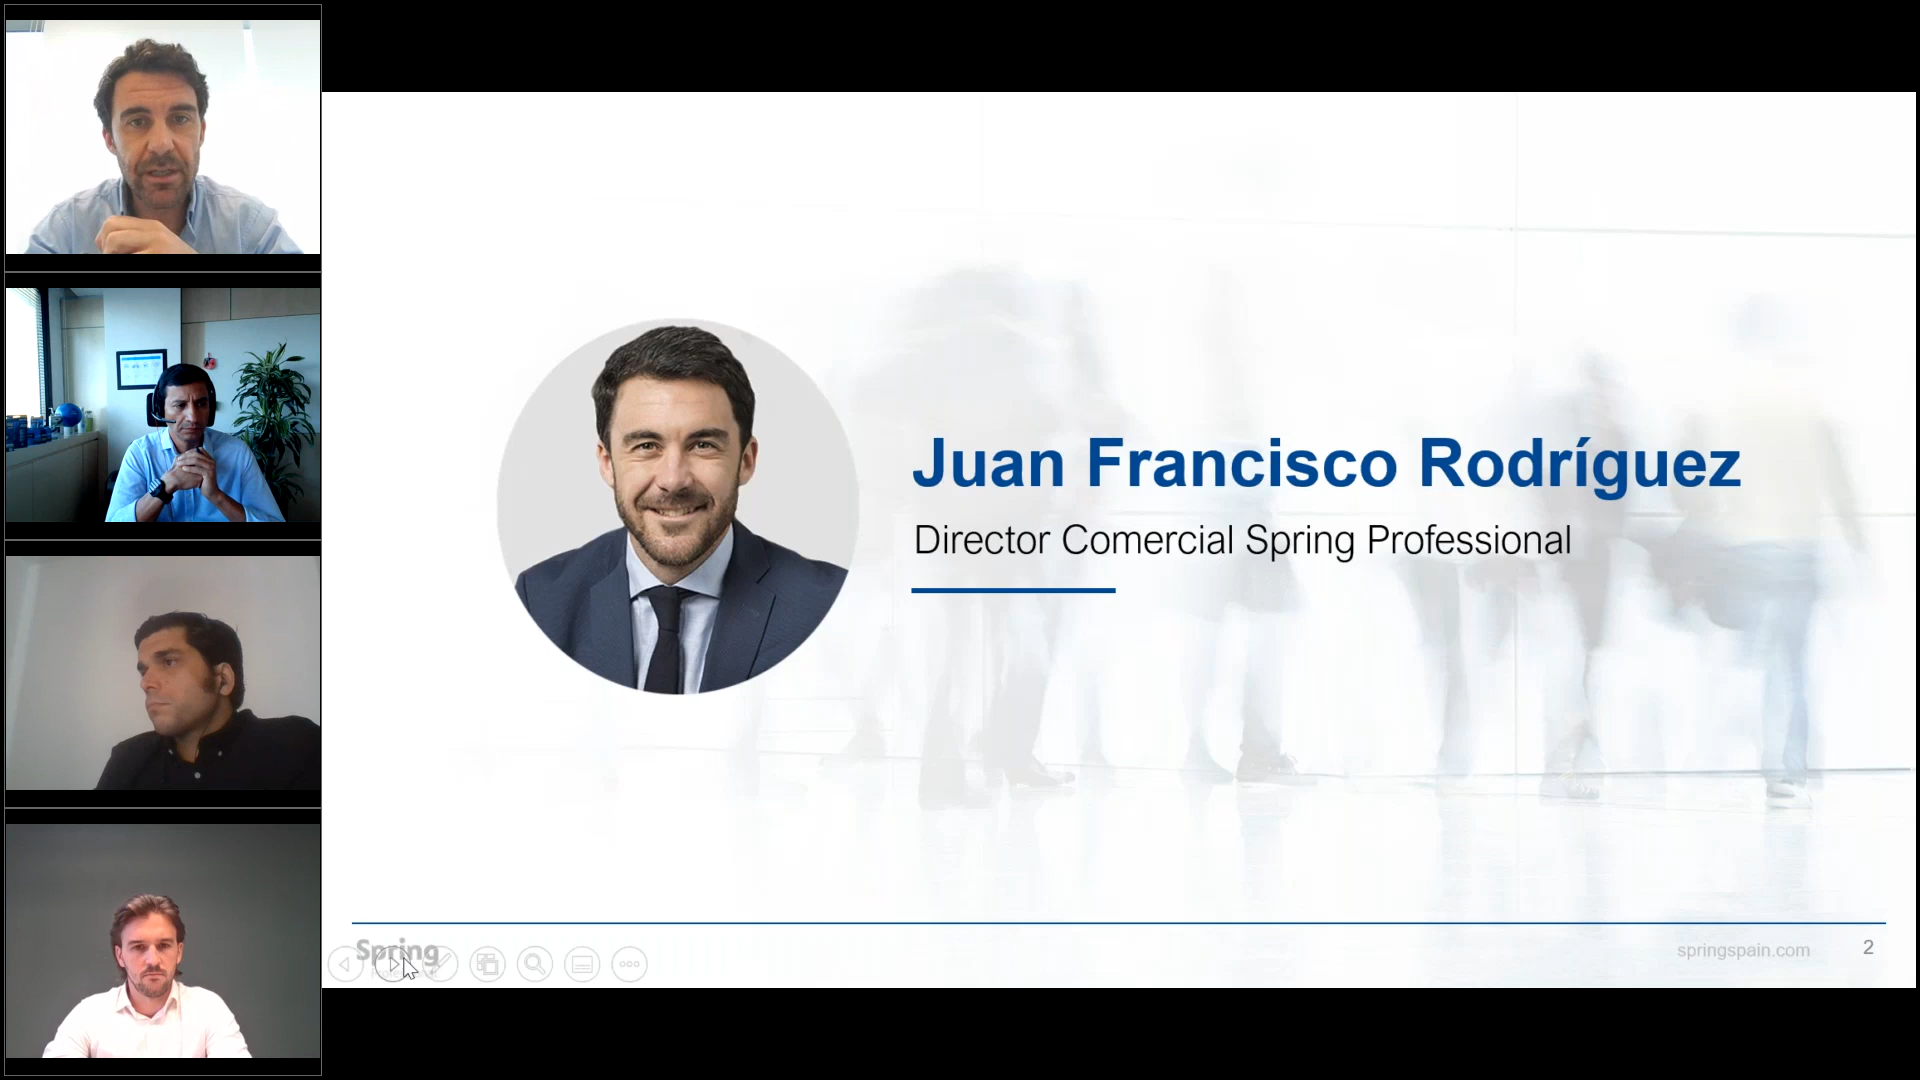 Juan Francisco Rodríguez
Director Comercial Spring Professional
Spring
springspain.com
2